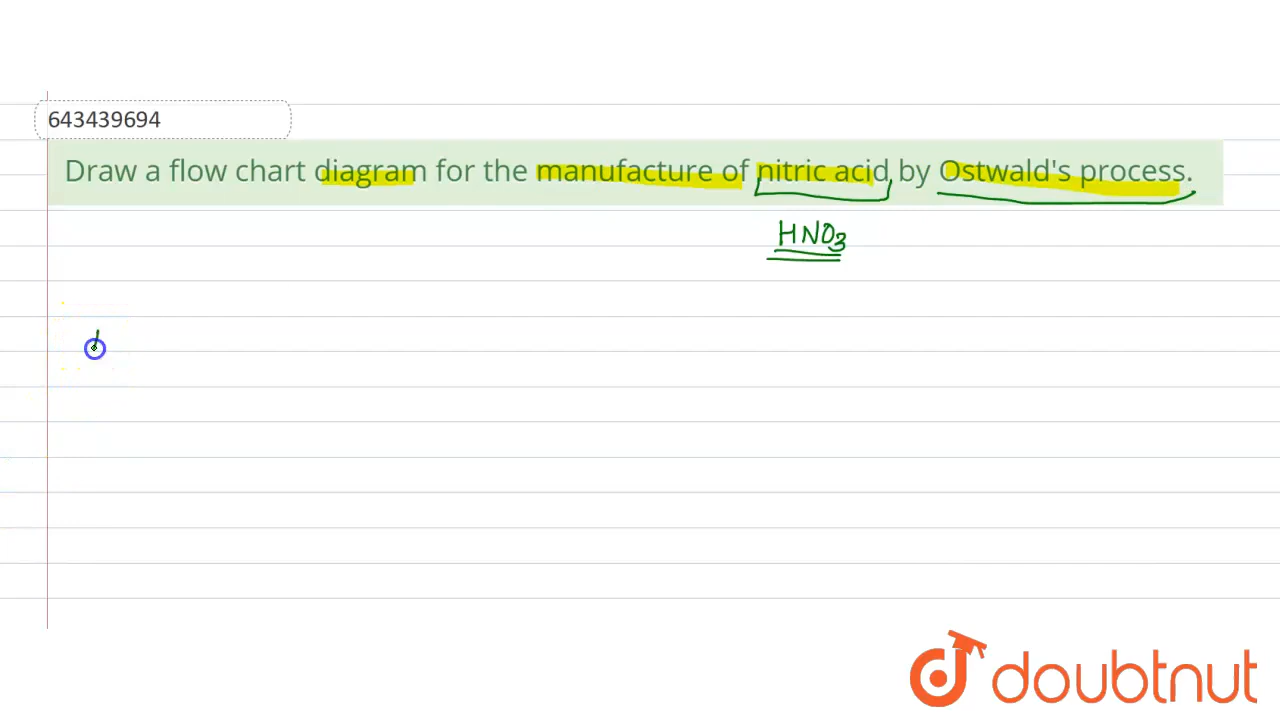 643439694
Draw a flow chart diagram for the manufacture of nitric acid by Ostwald's process.
HNO3
doubtnut